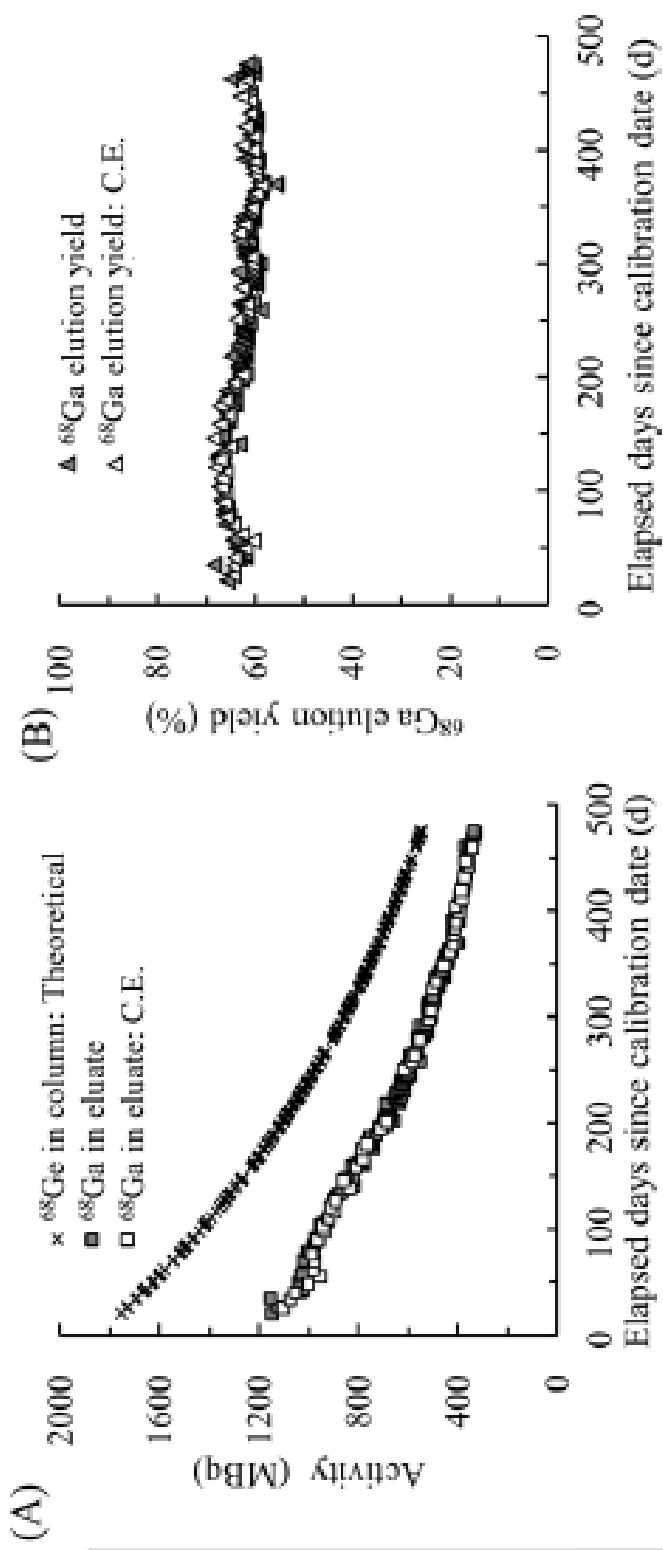 (A)
2000
1600
1200
800
400
0
Activity (MBq)
× ⁶⁸Ge in column: Theoretical
⁶⁸Ga in eluate
⁶⁸Ga in eluate: C.E.
0 100 200 300 400 500
Elapsed days since calibration date (d)
(B)
100
80
60
40
20
0
⁶⁸Ga elution yield (%)
⁶⁸Ga elution yield
⁶⁸Ga elution yield: C.E.
0 100 200 300 400 500
Elapsed days since calibration date (d)